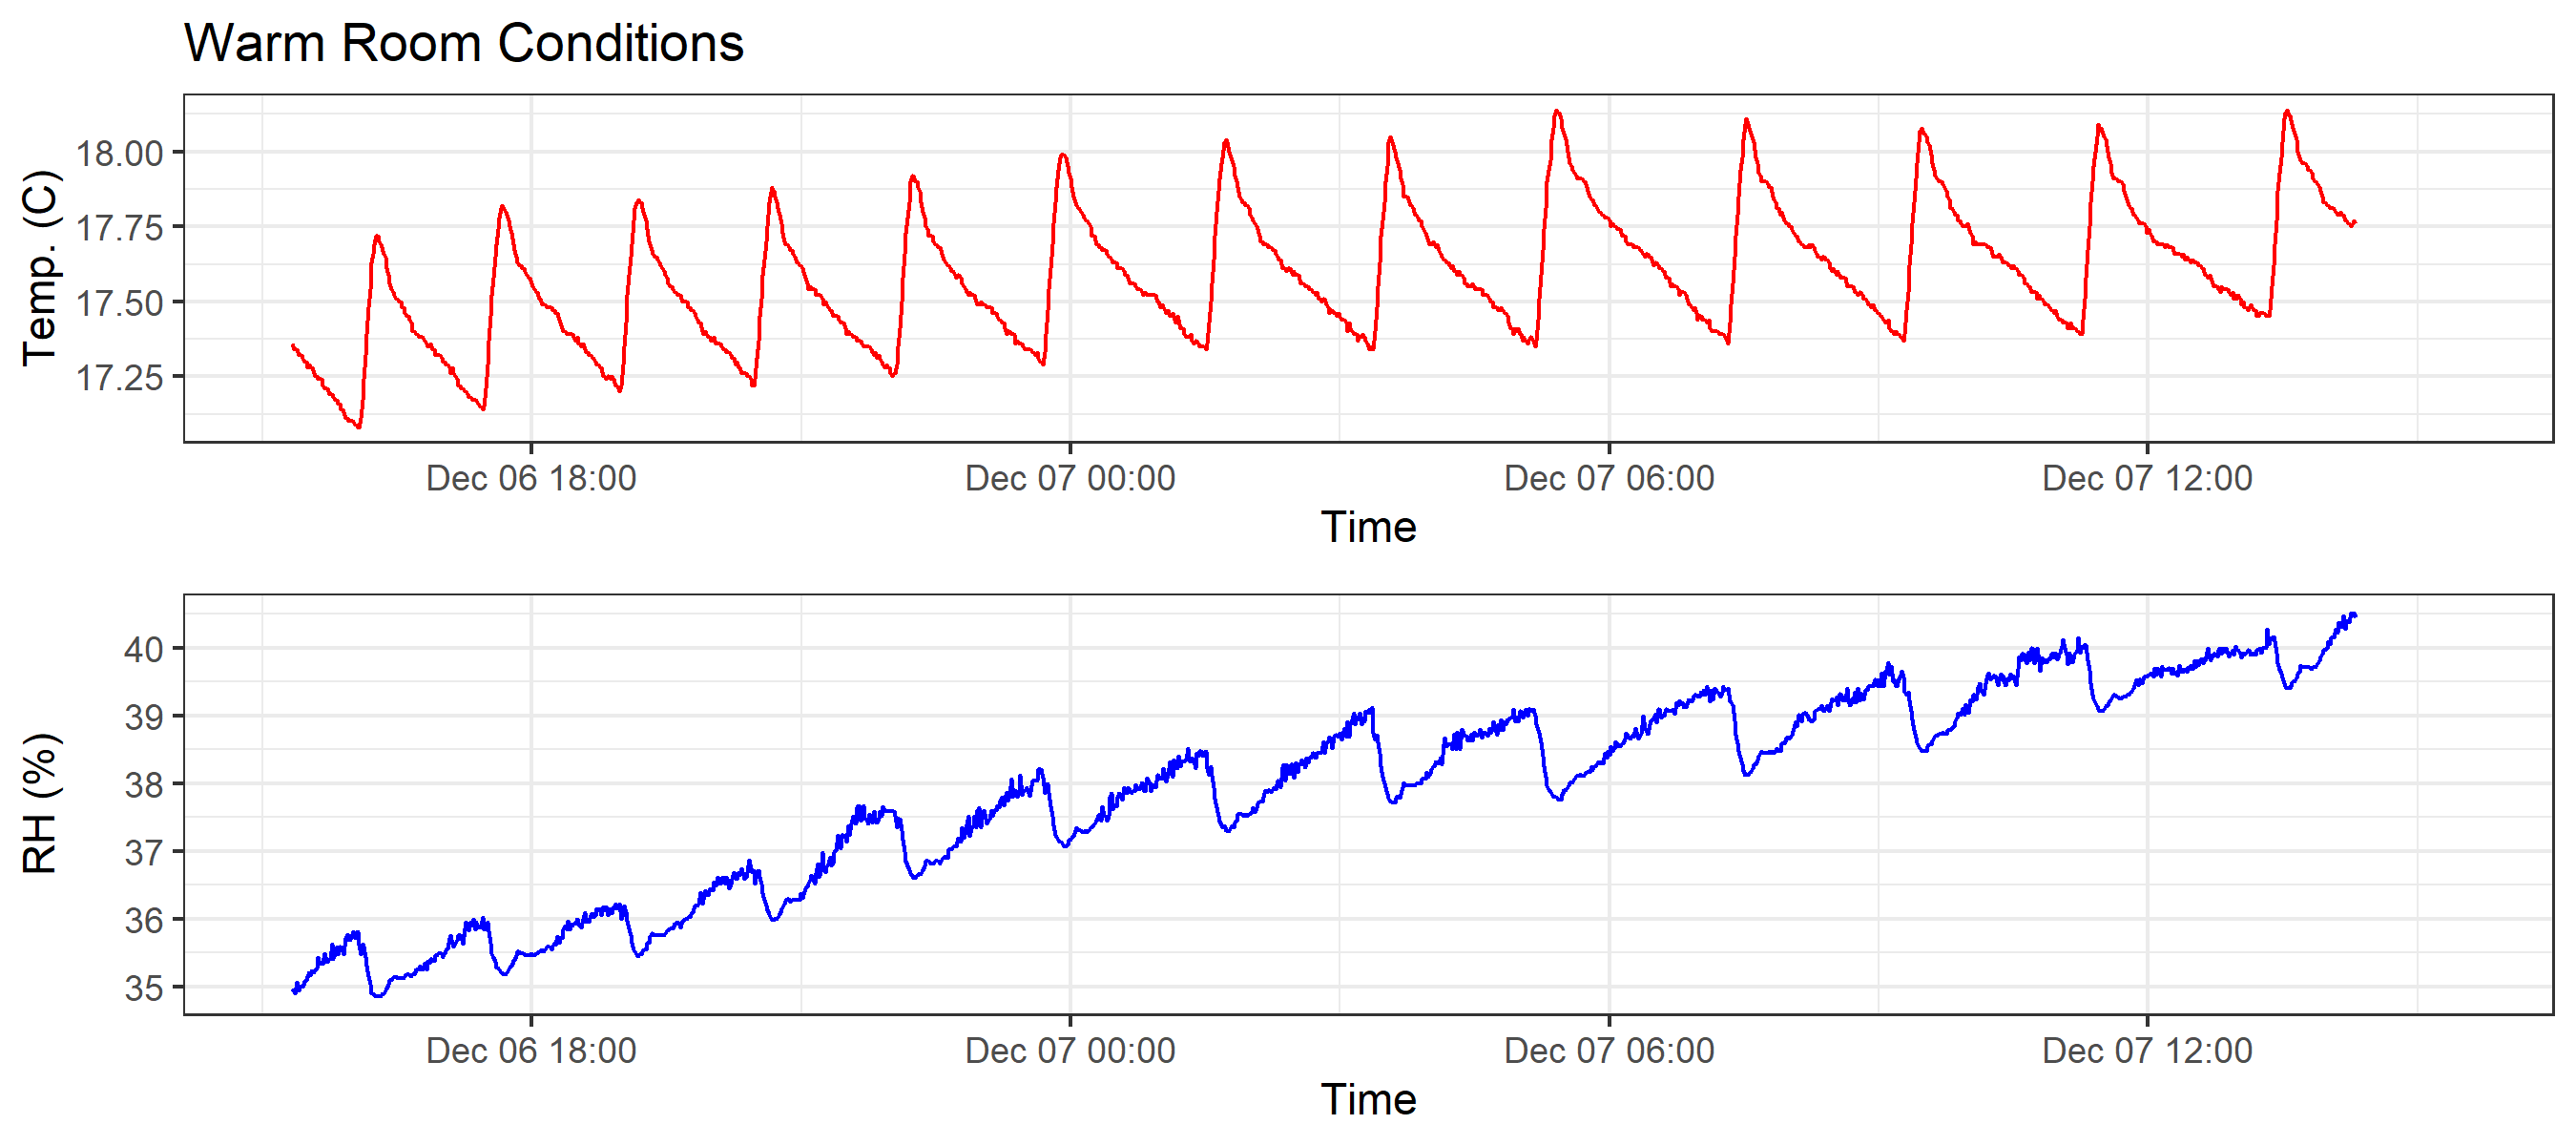 Warm Room Conditions
Temp. (C)
18.00
17.75
17.50
17.25
Dec 06 18:00 Dec 07 00:00 Dec 07 06:00 Dec 07 12:00
Time
RH (%)
40
39
38
37
36
35
Dec 06 18:00 Dec 07 00:00 Dec 07 06:00 Dec 07 12:00
Time